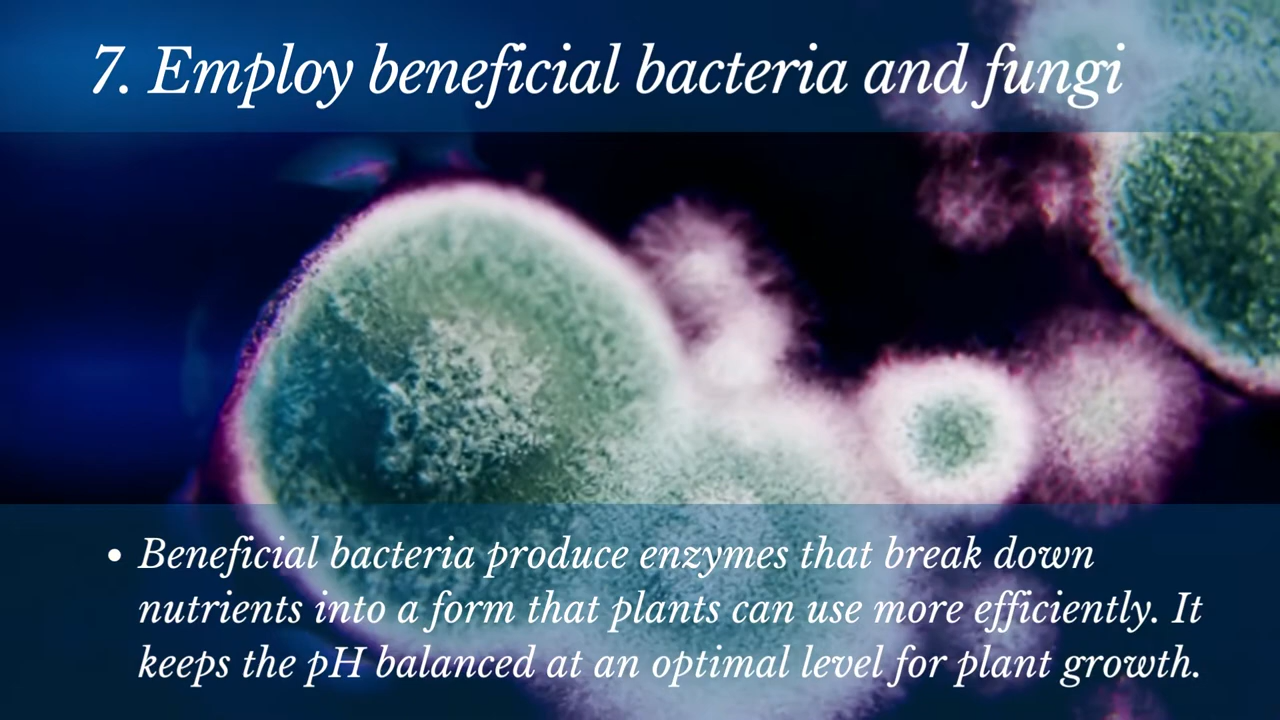 7. Employ beneficial bacteria and fungi
• Beneficial bacteria produce enzymes that break down
nutrients into a form that plants can use more efficiently. It
keeps the pH balanced at an optimal level for plant growth.